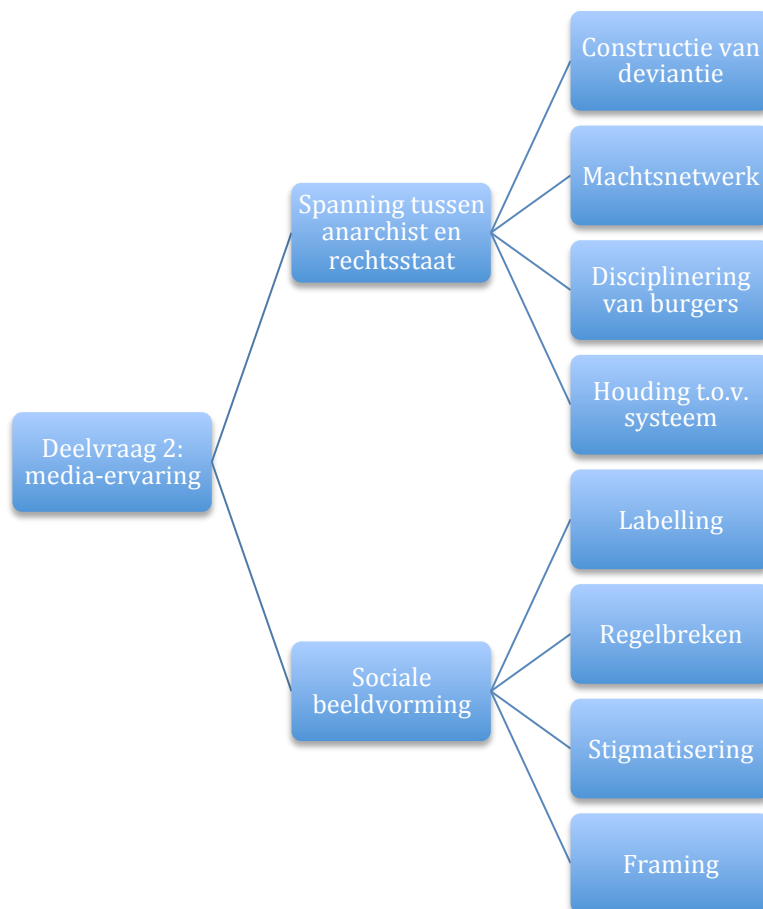 Deelvraag 2:
media-ervaring
Spanning tussen
anarchist en
rechtsstaat
Constructie van
deviantie
Machtsnetwerk
Disciplinering
van burgers
Houding t.o.v.
systeem
Sociale
beeldvorming
Labelling
Regelbreken
Stigmatisering
Framing